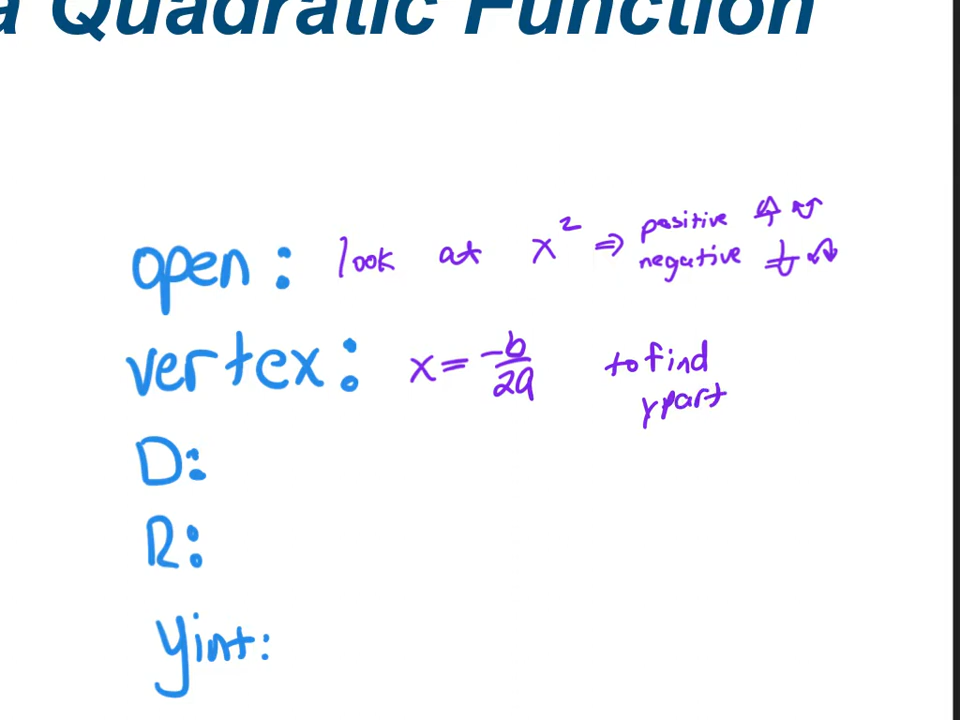 a Quadratic Function
open: look at x² ⇒ positive ↑
negative ↓
vertex: x = -b/2a to find
y part
D:
R:
yint: